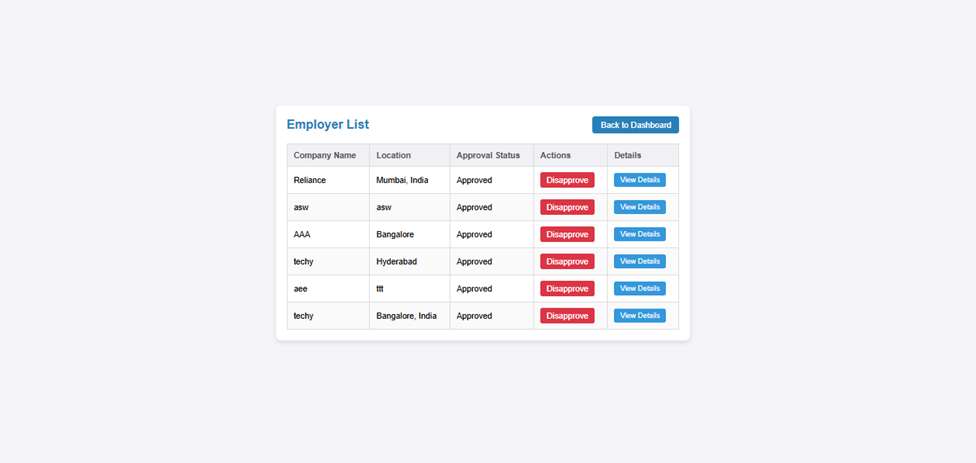 Employer List Back to Dashboard
Company Name Location Approval Status Actions Details
Reliance Mumbai, India Approved Disapprove View Details
asw asw Approved Disapprove View Details
AAA Bangalore Approved Disapprove View Details
techy Hyderabad Approved Disapprove View Details
aee ttt Approved Disapprove View Details
techy Bangalore, India Approved Disapprove View Details